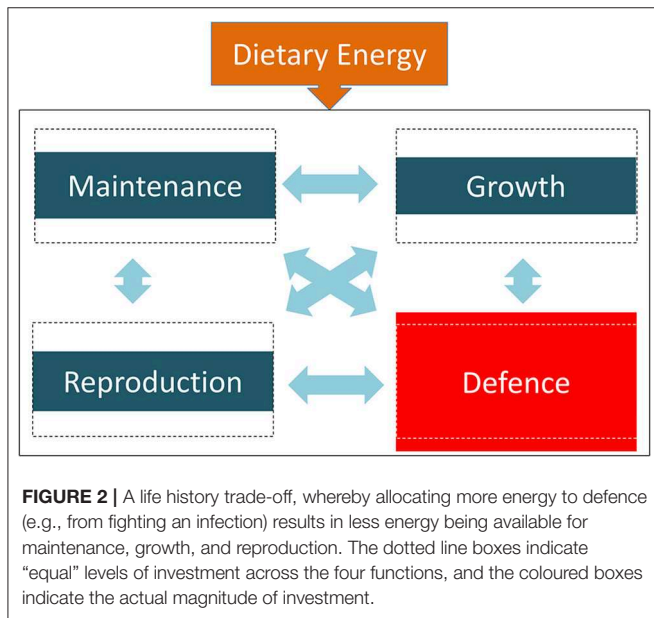 Dietary Energy
Maintenance
Growth
Reproduction
Defence
FIGURE 2 | A life history trade-off, whereby allocating more energy to defence
(e.g., from fighting an infection) results in less energy being available for
maintenance, growth, and reproduction. The dotted line boxes indicate
“equal” levels of investment across the four functions, and the coloured boxes
indicate the actual magnitude of investment.